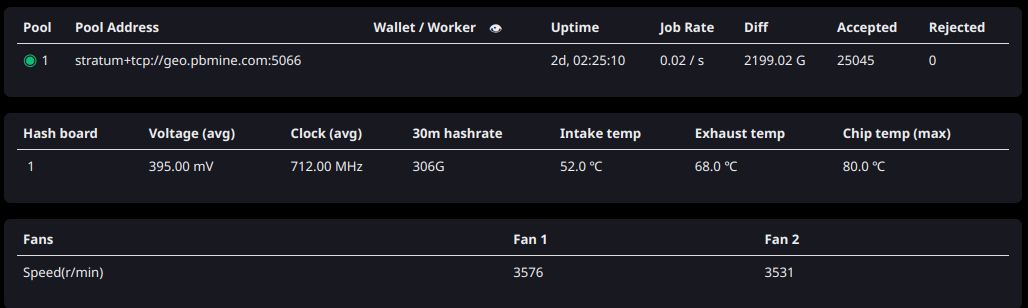 Pool Pool Address Wallet / Worker Uptime Job Rate Diff Accepted Rejected
1 stratum+tcp://geo.pbmine.com:5066 2d, 02:25:10 0.02 / s 2199.02 G 25045 0
Hash board Voltage (avg) Clock (avg) 30m hashrate Intake temp Exhaust temp Chip temp (max)
1 395.00 mV 712.00 MHz 306G 52.0 ℃ 68.0 ℃ 80.0 ℃
Fans Fan 1 Fan 2
Speed(r/min) 3576 3531